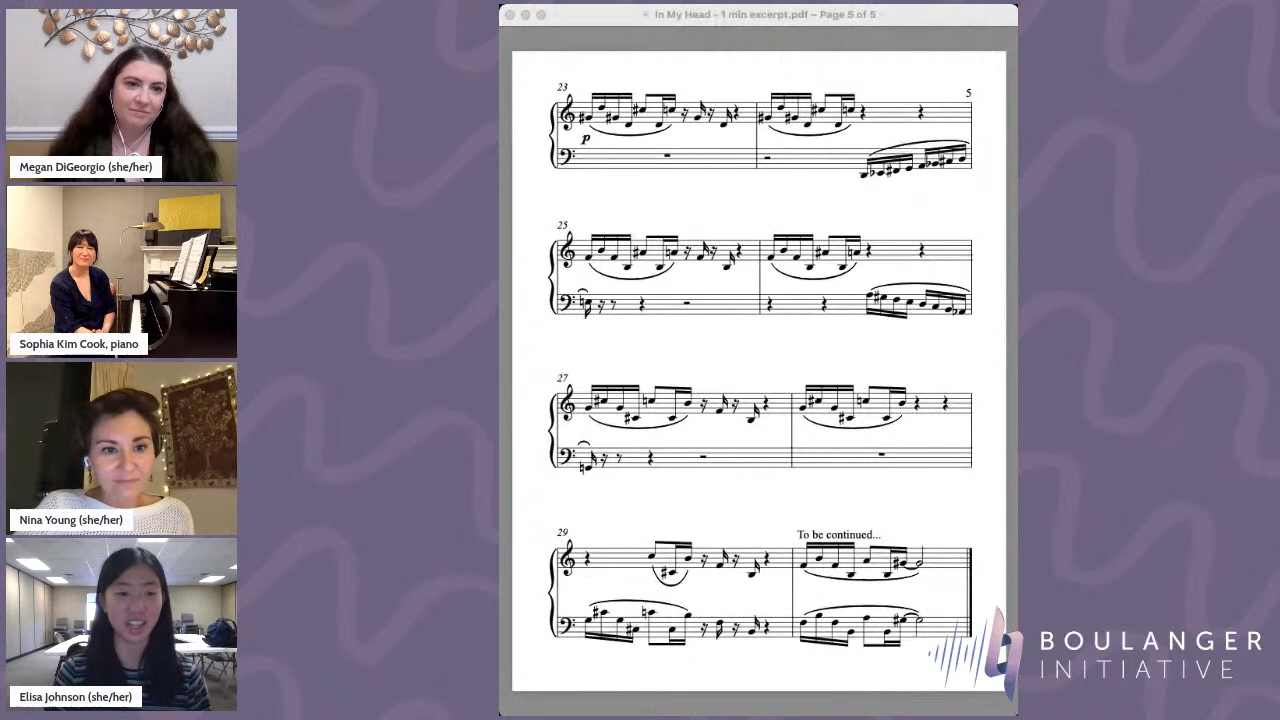 Megan DiGeorgio (she/her)
Sophia Kim Cook, piano
Nina Young (she/her)
Elisa Johnson (she/her)
In My Head - 1 min excerpt.pdf – Page 5 of 5
5
23
p
25
27
29
To be continued...
BOULANGER
INITIATIVE